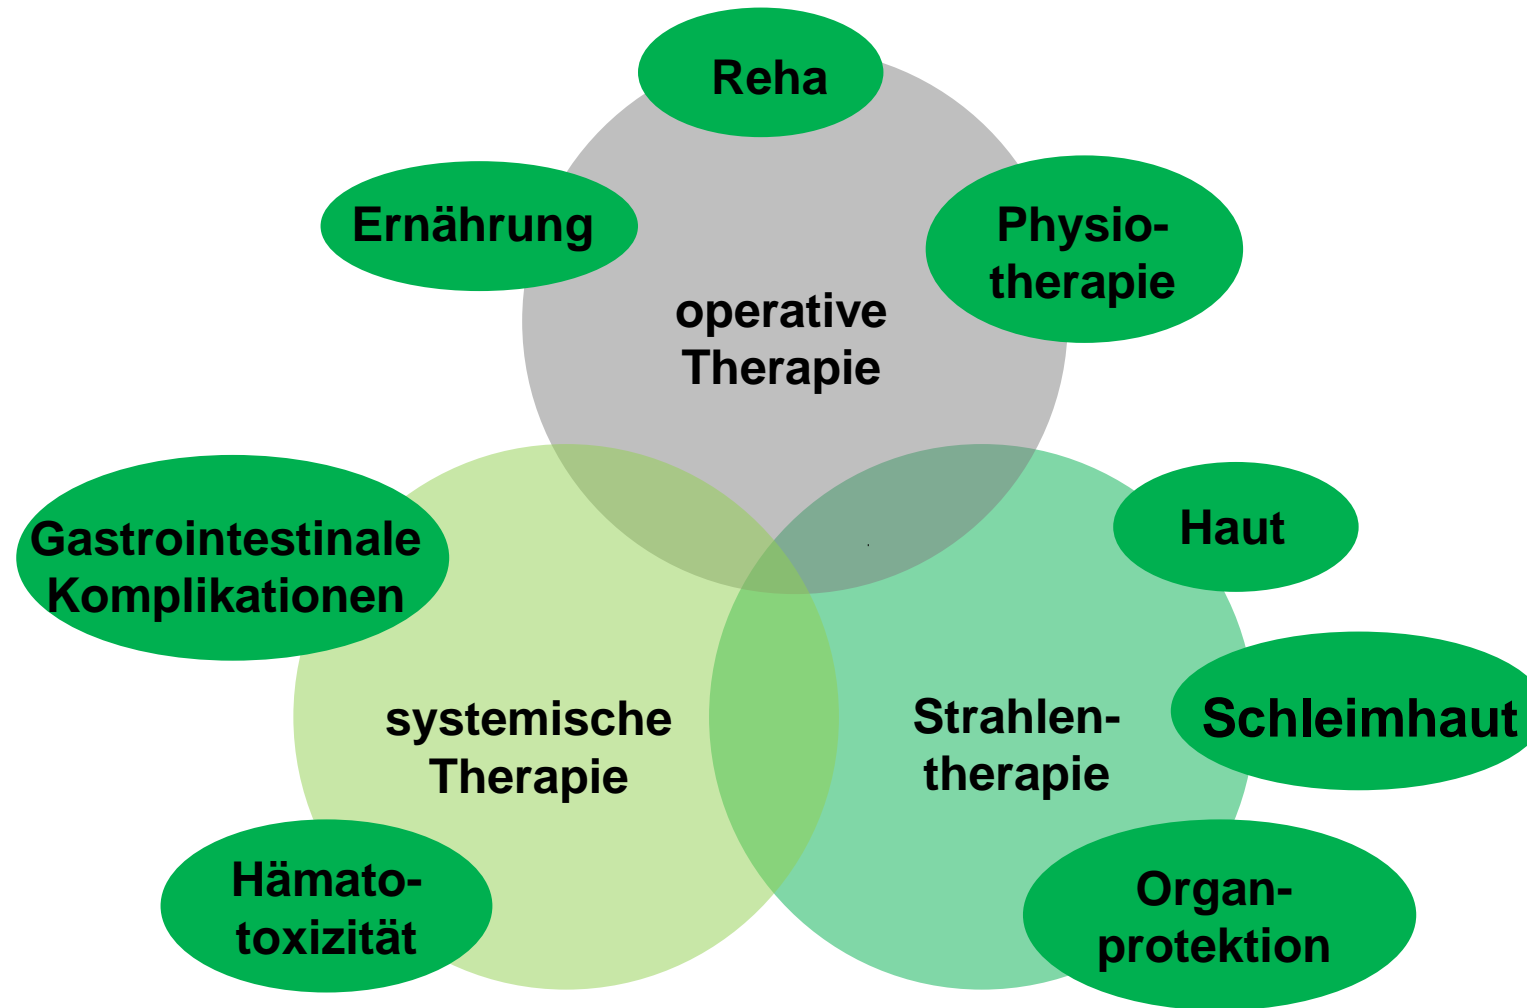 Reha
Ernährung
Physio-
therapie
operative
Therapie
Gastrointestinale
Komplikationen
Haut
systemische
Therapie
Strahlen-
therapie
Schleimhaut
Hämato-
toxizität
Organ-
protektion